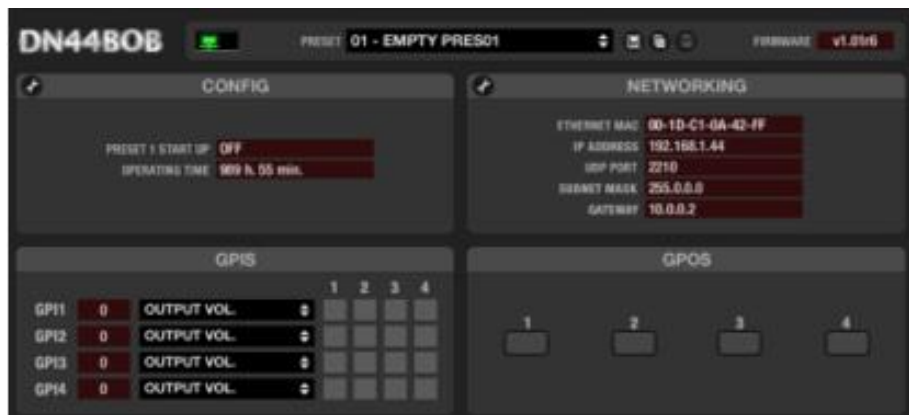 DN44BOB
PRESET 01 - EMPTY PRES01
FIRMWARE v1.01r6
CONFIG
PRESET 1 START UP OFF
OPERATING TIME 989 h. 55 min.
NETWORKING
ETHERNET MAC 00-1D-C1-0A-42-FF
IP ADDRESS 192.168.1.44
UDP PORT 2210
SUBNET MASK 255.0.0.0
GATEWAY 10.0.0.2
GPIS
1 2 3 4
GPI1 0 OUTPUT VOL.
GPI2 0 OUTPUT VOL.
GPI3 0 OUTPUT VOL.
GPI4 0 OUTPUT VOL.
GPOS
1 2 3 4